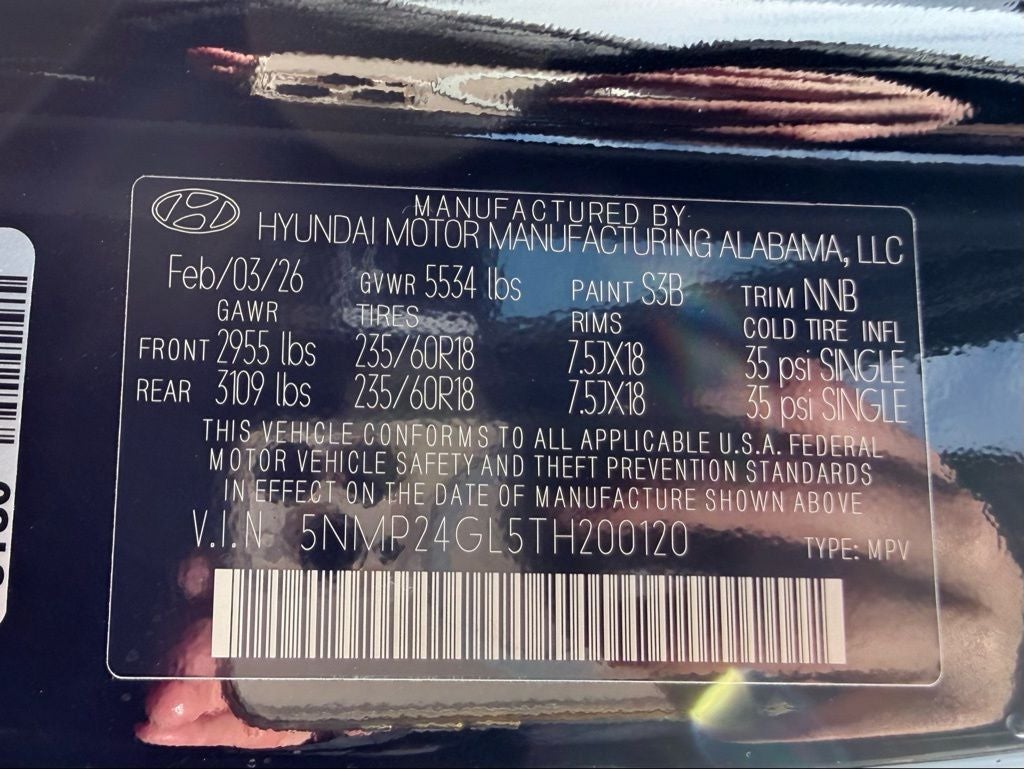 MANUFACTURED BY
HYUNDAI MOTOR MANUFACTURING ALABAMA, LLC
Feb/03/26 GVWR 5534 lbs PAINT S3B TRIM NNB
GAWR TIRES RIMS COLD TIRE INFL
FRONT 2955 lbs 235/60R18 7.5JX18 35 psi SINGLE
REAR 3109 lbs 235/60R18 7.5JX18 35 psi SINGLE
THIS VEHICLE CONFORMS TO ALL APPLICABLE U.S.A. FEDERAL
MOTOR VEHICLE SAFETY AND THEFT PREVENTION STANDARDS
IN EFFECT ON THE DATE OF MANUFACTURE SHOWN ABOVE
V.I.N 5NMP24GL5TH200120 TYPE: MPV